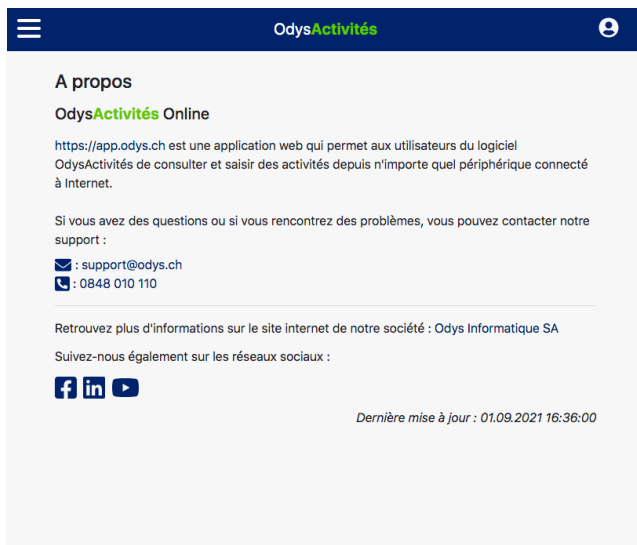 OdysActivités
A propos
OdysActivités Online
https://app.odys.ch est une application web qui permet aux utilisateurs du logiciel
OdysActivités de consulter et saisir des activités depuis n'importe quel périphérique connecté
à Internet.
Si vous avez des questions ou si vous rencontrez des problèmes, vous pouvez contacter notre
support :
: support@odys.ch
: 0848 010 110
Retrouvez plus d'informations sur le site internet de notre société : Odys Informatique SA
Suivez-nous également sur les réseaux sociaux :
Dernière mise à jour : 01.09.2021 16:36:00